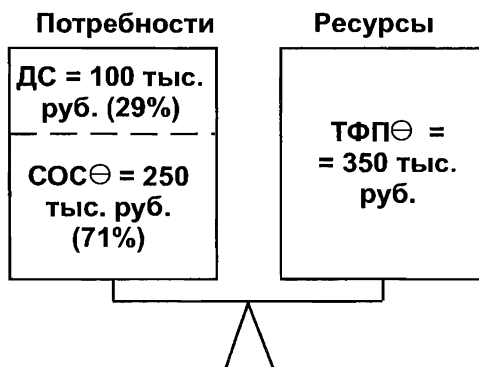 Потребности
Ресурсы
ДС = 100 тыс.
руб. (29%)
СОС⊖ = 250
тыс. руб.
(71%)
ТФП⊖ =
= 350 тыс.
руб.